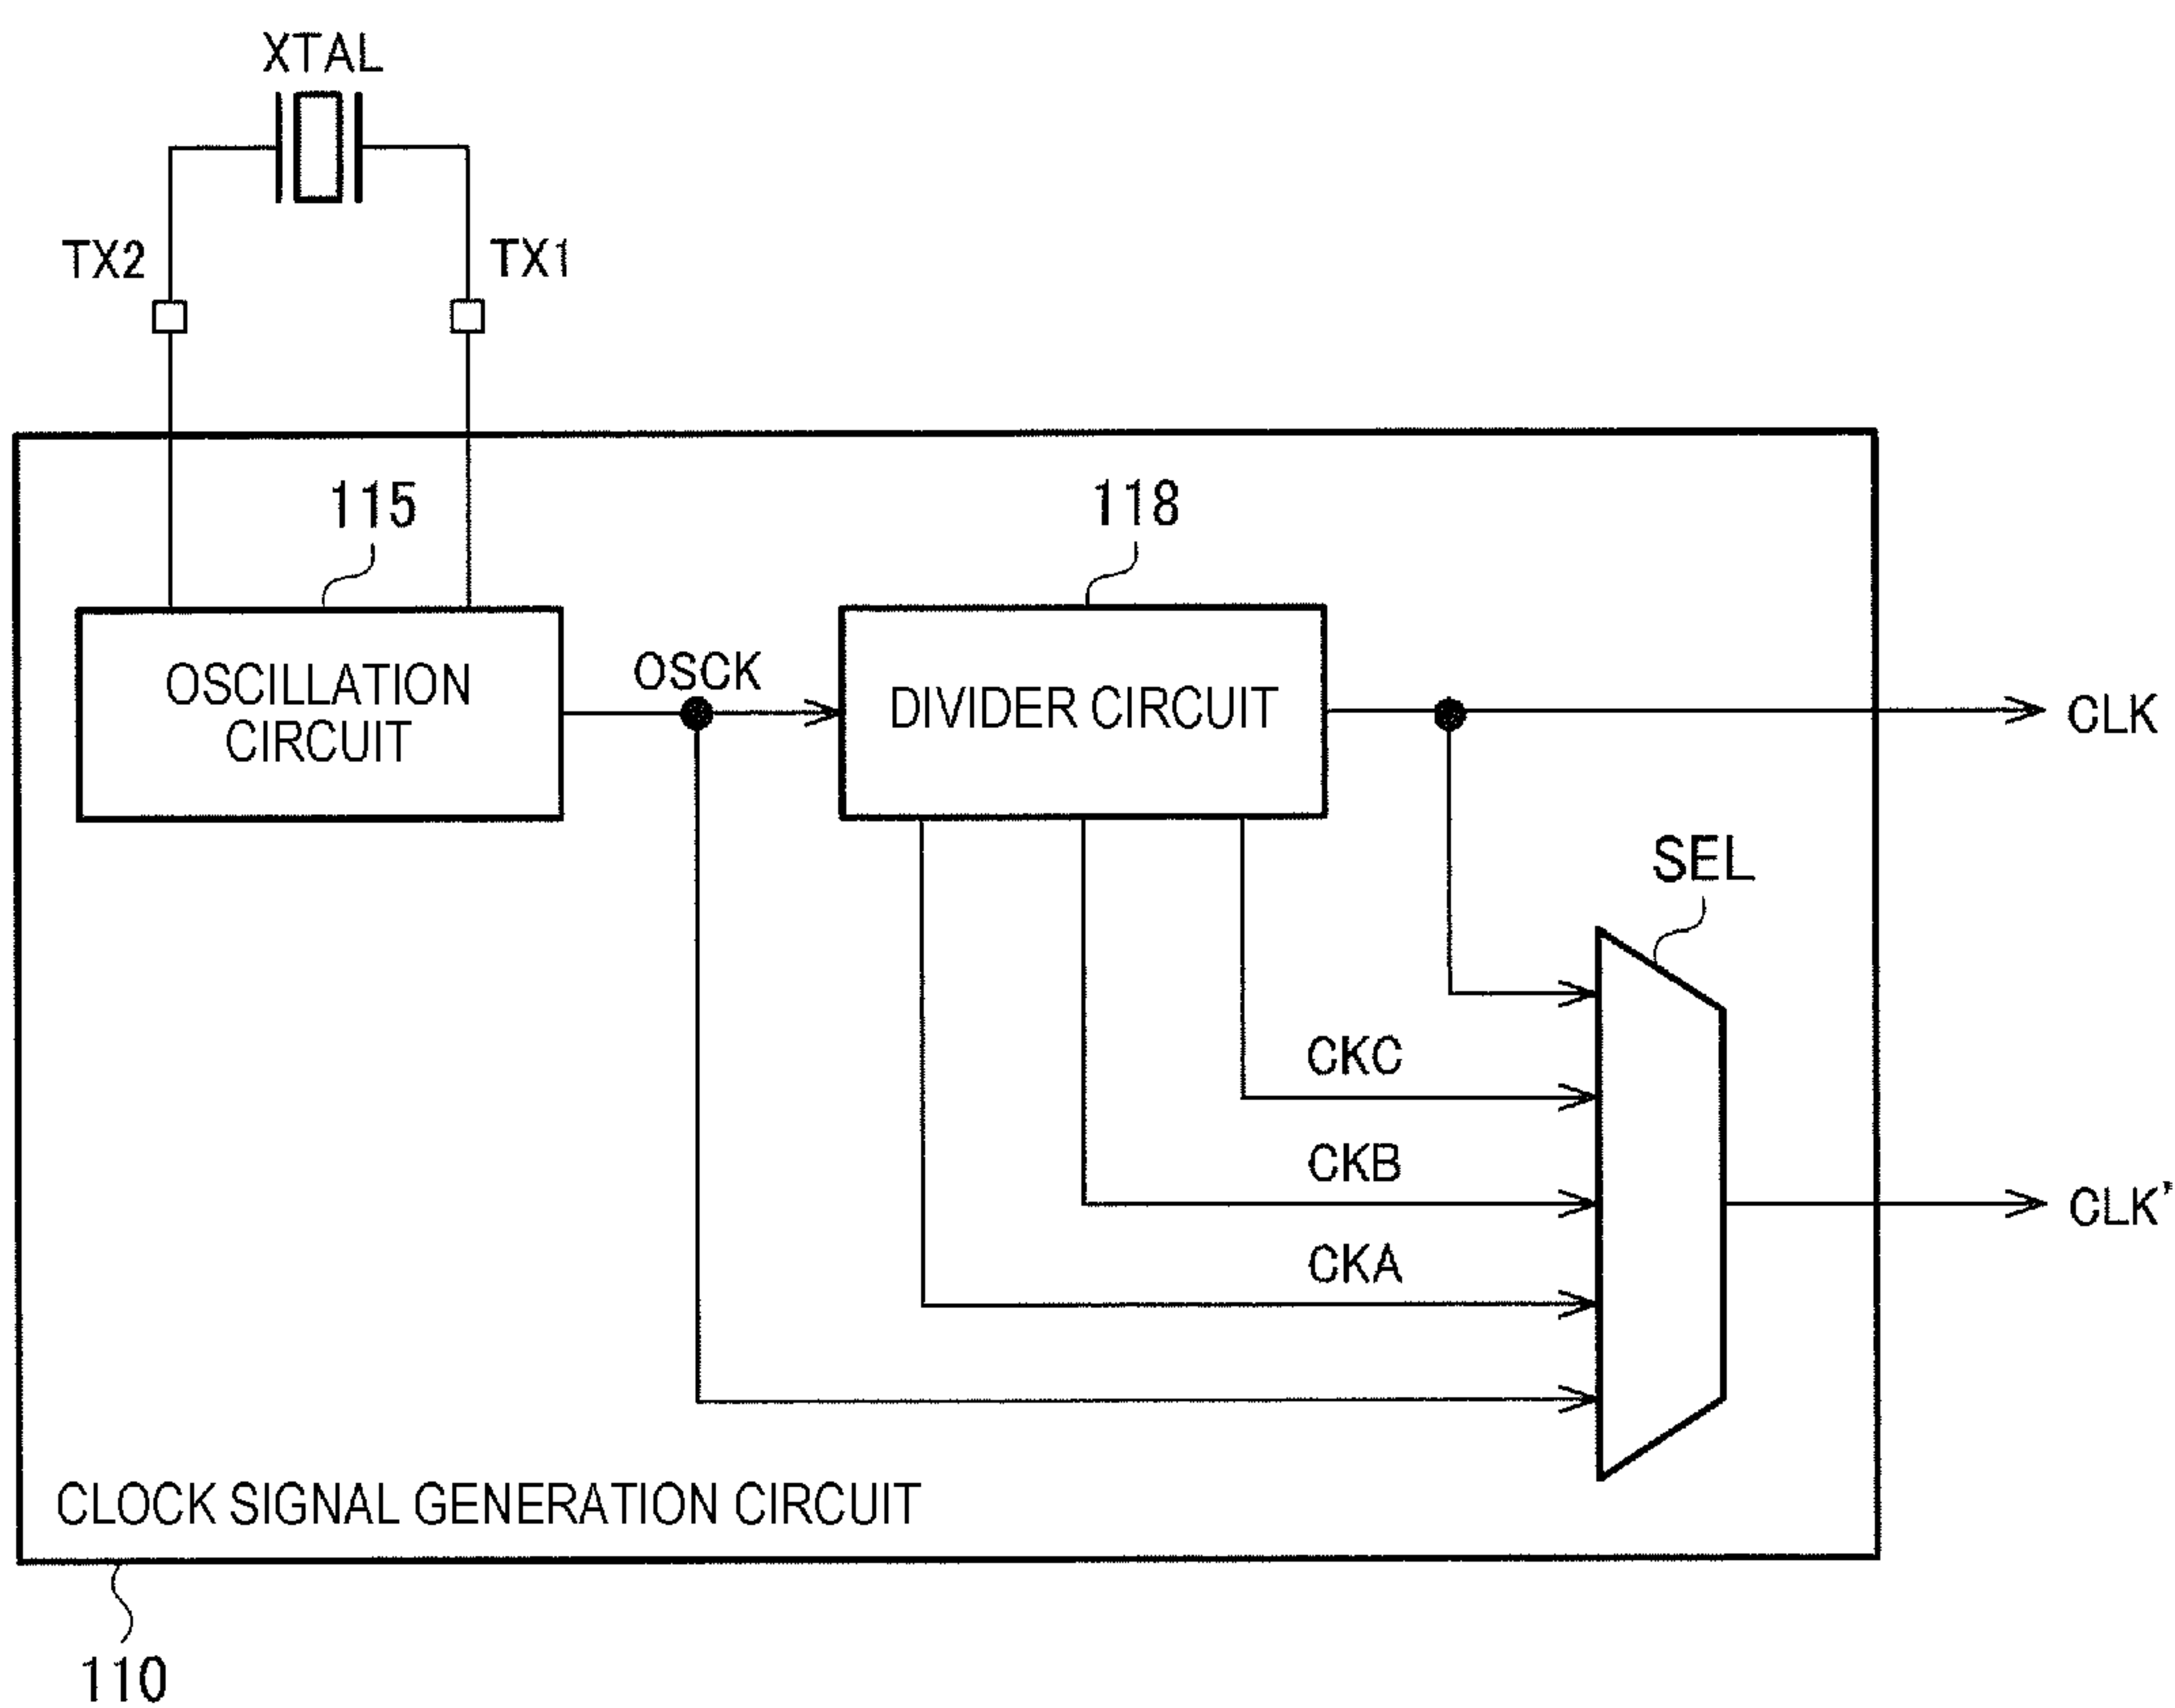 XTAL
TX2
TX1
115
118
OSCILLATION
CIRCUIT
OSCK
DIVIDER CIRCUIT
CLK
SEL
CKC
CKB
CLK'
CKA
CLOCK SIGNAL GENERATION CIRCUIT
110